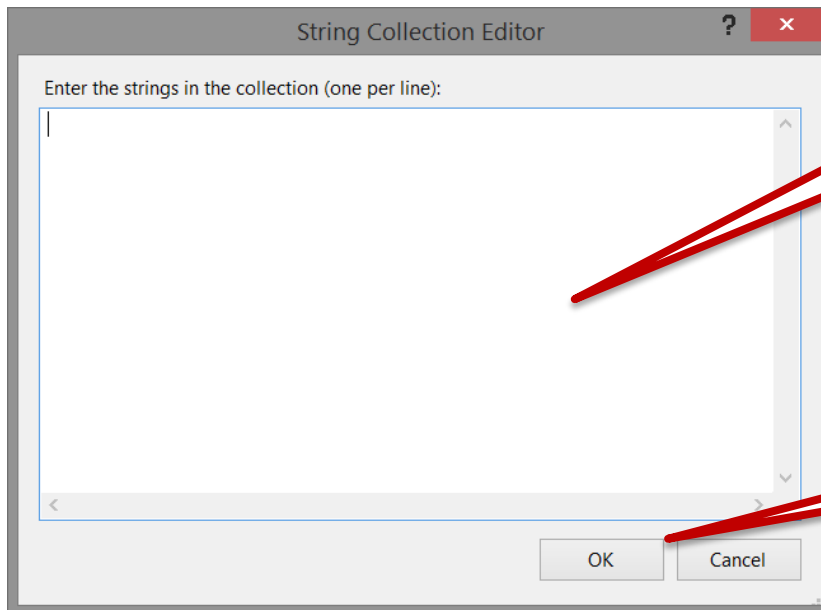 String Collection Editor
Enter the strings in the collection (one per line):
OK Cancel